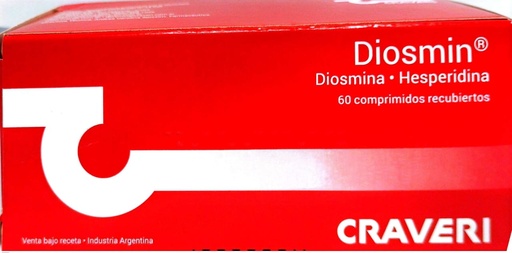 Diosmin®
Diosmina • Hesperidina
60 comprimidos recubiertos
Venta bajo receta • Industria Argentina
CRAVERI